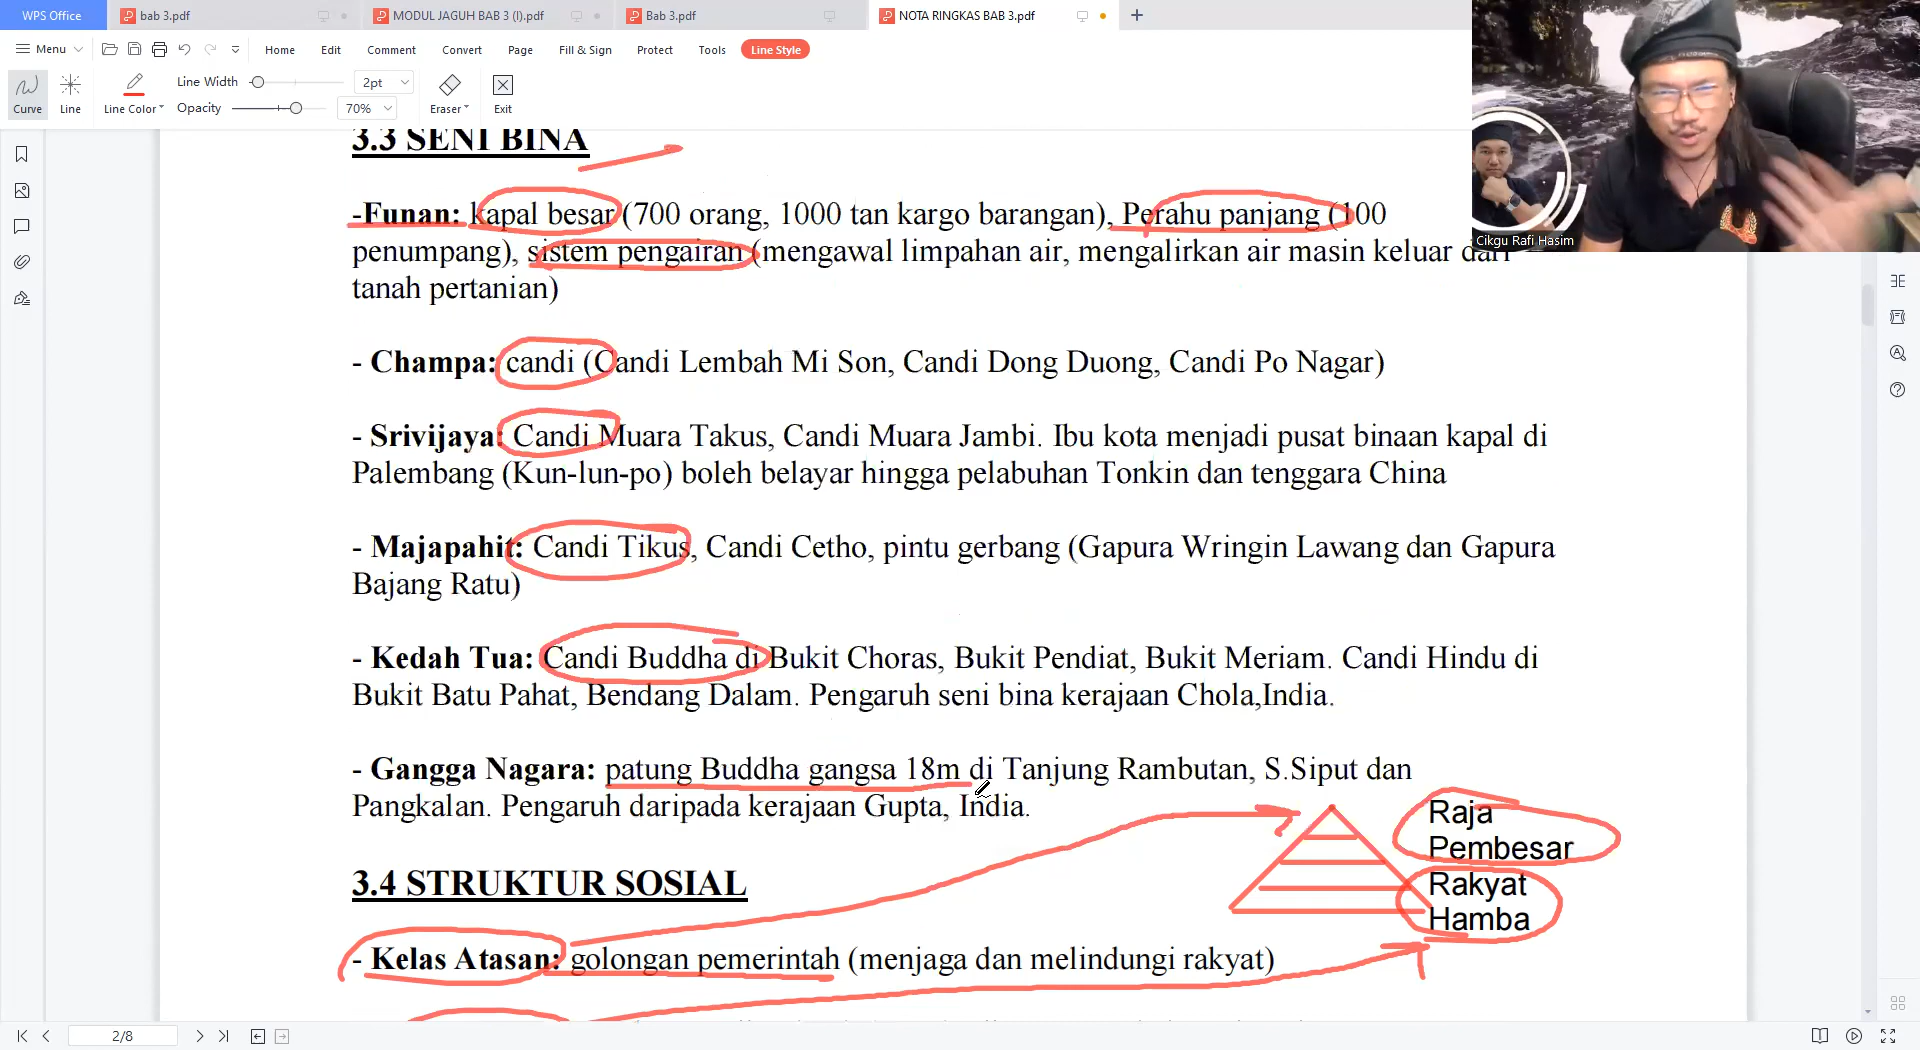 WPS Office
bab 3.pdf
MODUL JAGUH BAB 3 (I).pdf
Bab 3.pdf
NOTA RINGKAS BAB 3.pdf
Menu
Home
Edit
Comment
Convert
Page
Fill & Sign
Protect
Tools
Line Style
Curve
Line
Line Color
Line Width
2pt
Opacity
70%
Eraser
Exit
Cikgu Rafi Hasim
3.3 SENI BINA
-Funan: kapal besar (700 orang, 1000 tan kargo barangan), Perahu panjang (100
penumpang), sistem pengairan (mengawal limpahan air, mengalirkan air masin keluar dari
tanah pertanian)
- Champa: candi (Candi Lembah Mi Son, Candi Dong Duong, Candi Po Nagar)
- Srivijaya: Candi Muara Takus, Candi Muara Jambi. Ibu kota menjadi pusat binaan kapal di
Palembang (Kun-lun-po) boleh belayar hingga pelabuhan Tonkin dan tenggara China
- Majapahit: Candi Tikus, Candi Cetho, pintu gerbang (Gapura Wringin Lawang dan Gapura
Bajang Ratu)
- Kedah Tua: Candi Buddha di Bukit Choras, Bukit Pendiat, Bukit Meriam. Candi Hindu di
Bukit Batu Pahat, Bendang Dalam. Pengaruh seni bina kerajaan Chola,India.
- Gangga Nagara: patung Buddha gangsa 18m di Tanjung Rambutan, S.Siput dan
Pangkalan. Pengaruh daripada kerajaan Gupta, India.
Raja
Pembesar
Rakyat
Hamba
3.4 STRUKTUR SOSIAL
- Kelas Atasan: golongan pemerintah (menjaga dan melindungi rakyat)
2/8